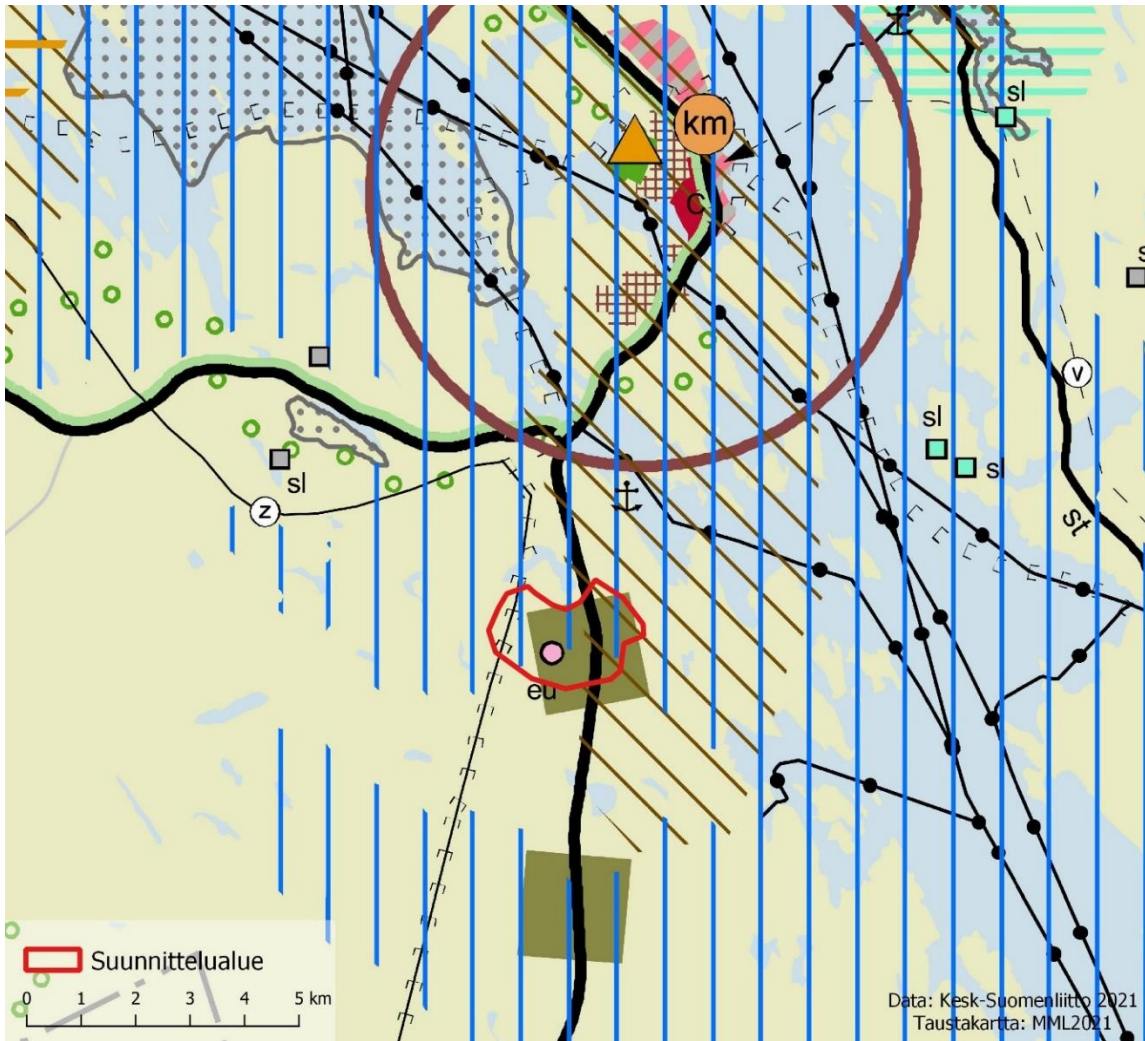 km
sl
C
s
v
sl
sl
sl
z
st
eu
Suunnittelualue
0 1 2 3 4 5 km
Data: Kesk-Suomenliitto 2021
Taustakartta: MML2021